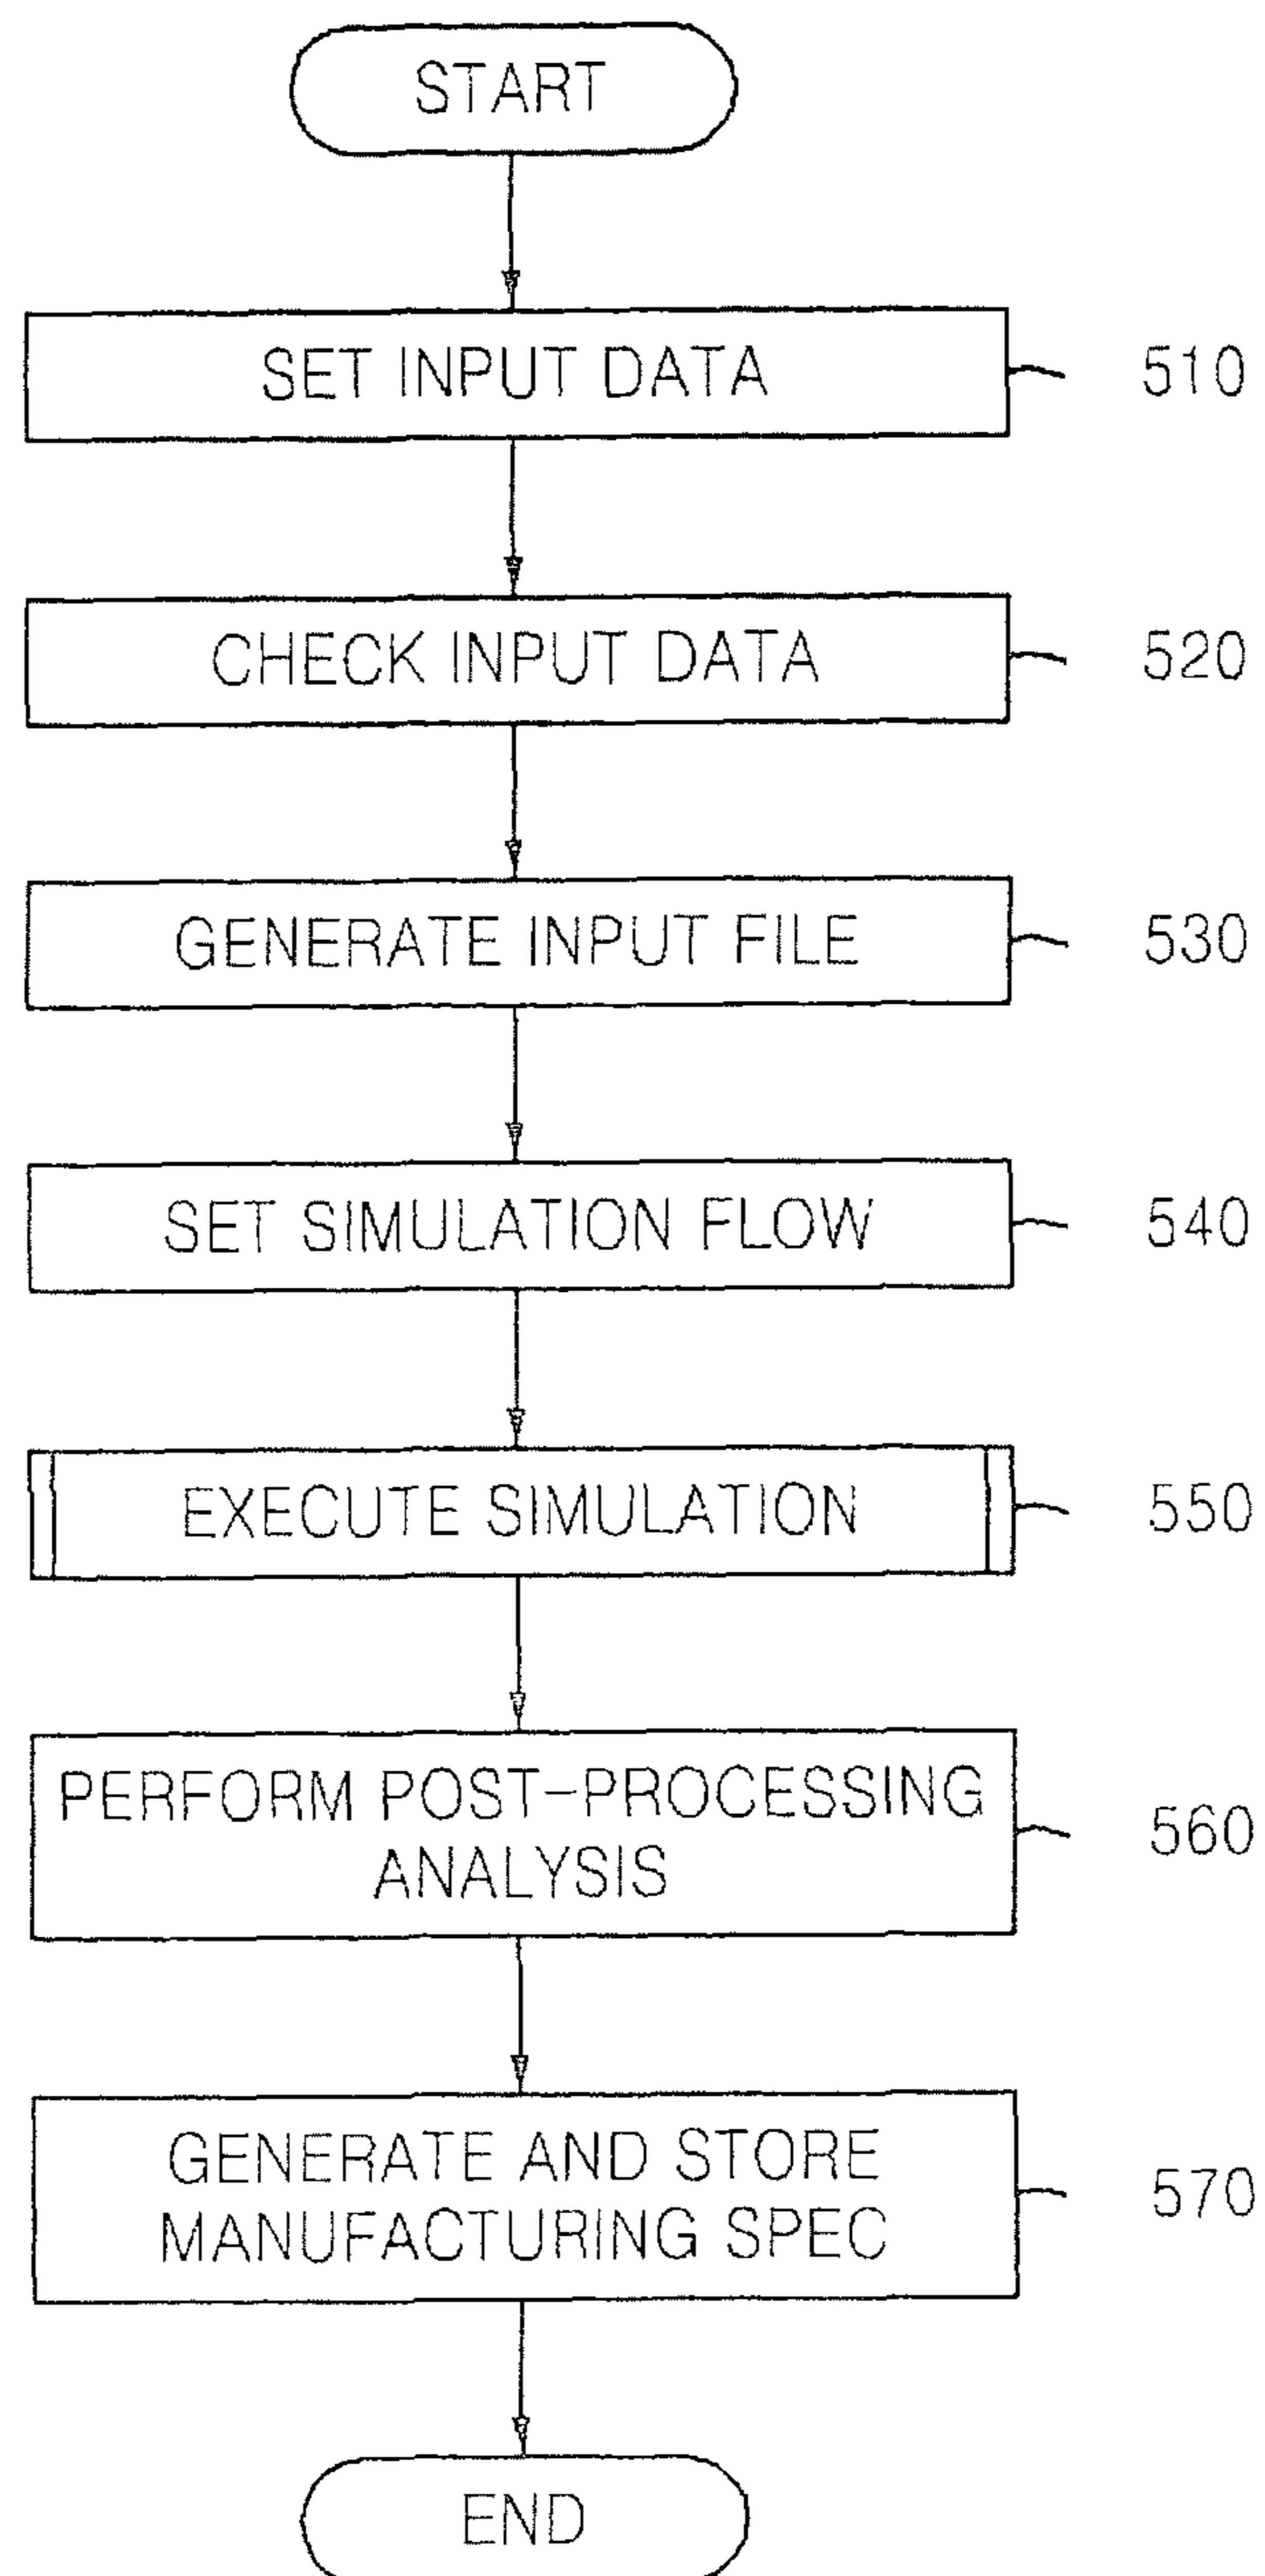 START
SET INPUT DATA
510
CHECK INPUT DATA
520
GENERATE INPUT FILE
530
SET SIMULATION FLOW
540
EXECUTE SIMULATION
550
PERFORM POST-PROCESSING
ANALYSIS
560
GENERATE AND STORE
MANUFACTURING SPEC
570
END